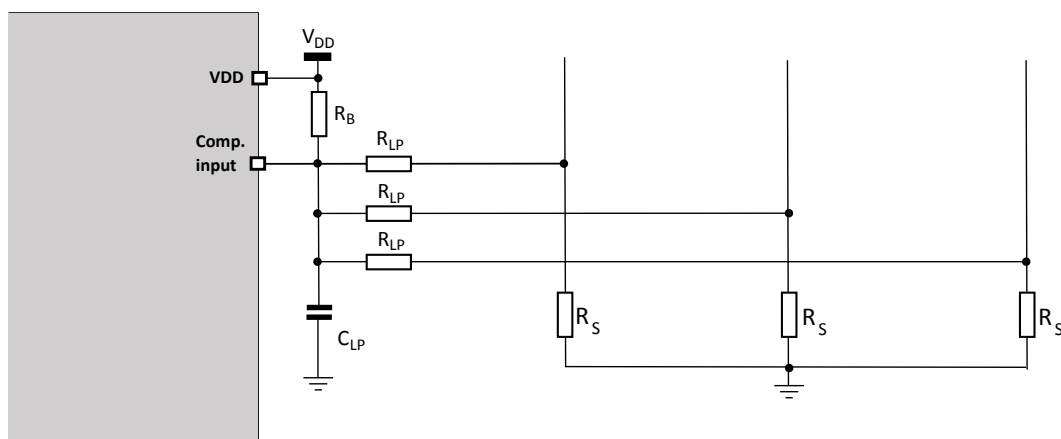 VDD
VDD
RB
Comp.
input
RLP
RLP
RLP
CLP
RS
RS
RS